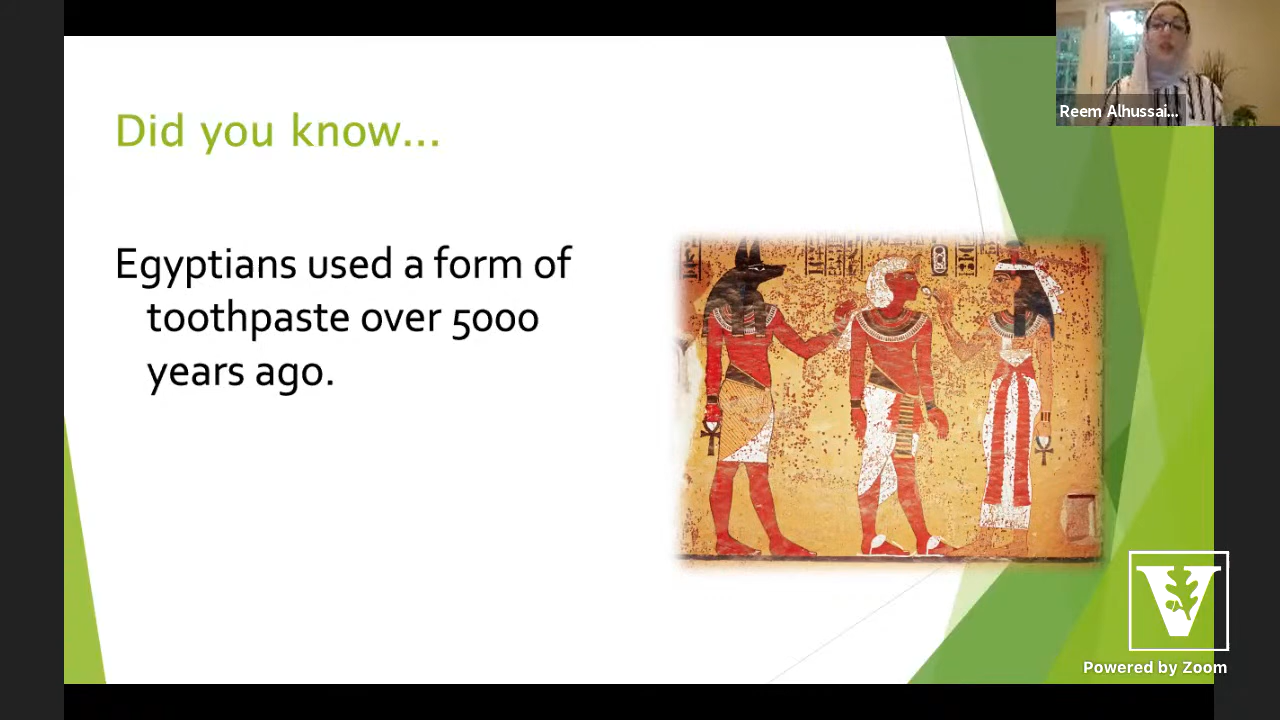 Reem Alhussai...
Did you know...
Egyptians used a form of
toothpaste over 5000
years ago.
V
Powered by Zoom